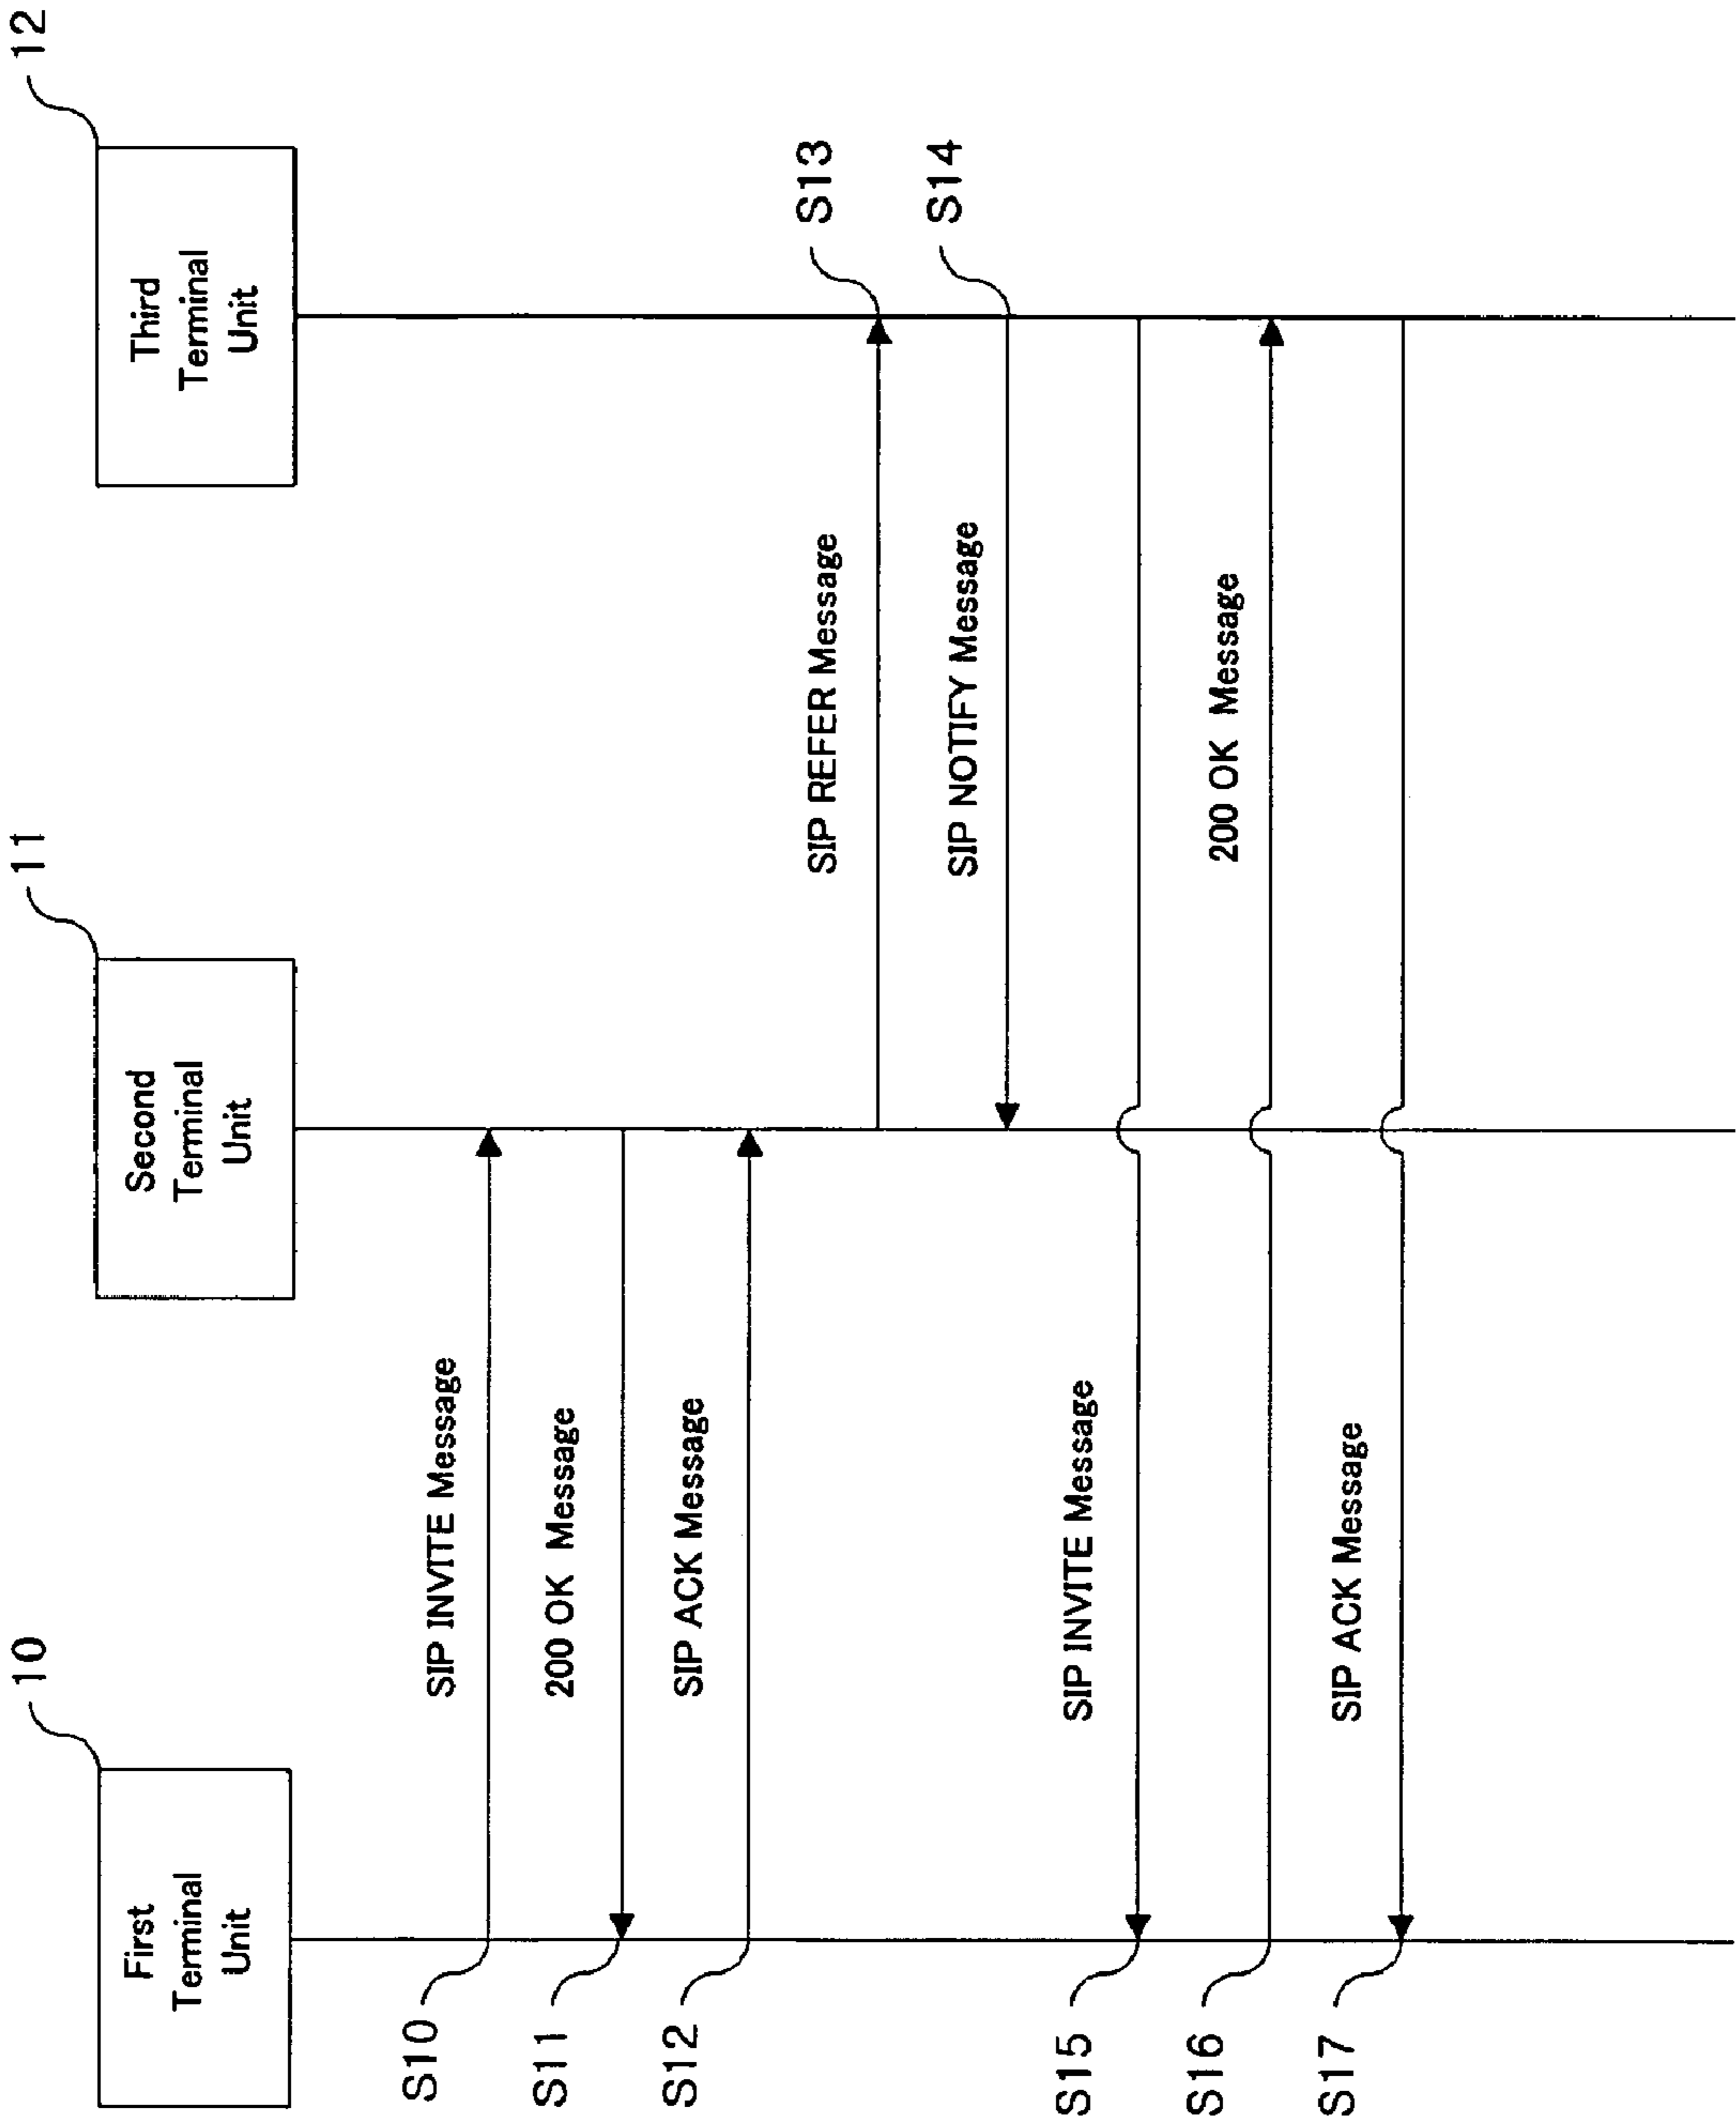 10
First
Terminal
Unit
11
Second
Terminal
Unit
12
Third
Terminal
Unit
S10
SIP INVITE Message
S11
200 OK Message
S12
SIP ACK Message
SIP REFER Message
S13
SIP NOTIFY Message
S14
S15
SIP INVITE Message
S16
200 OK Message
S17
SIP ACK Message